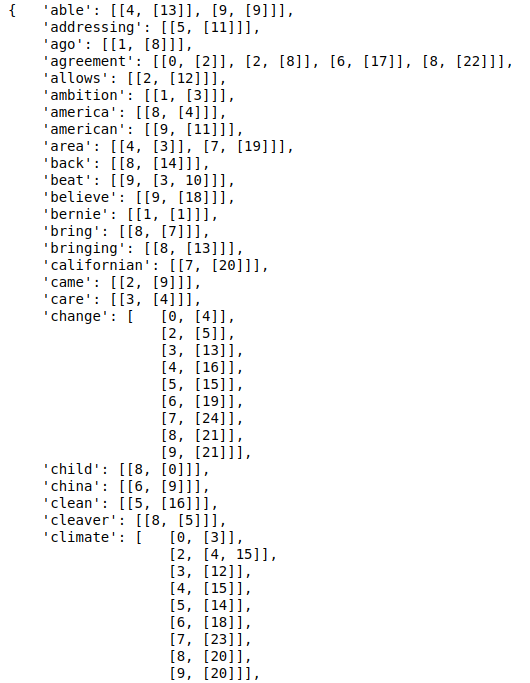 {   'able': [[4, [13]], [9, [9]]],
    'addressing': [[5, [11]]],
    'ago': [[1, [8]]],
    'agreement': [[0, [2]], [2, [8]], [6, [17]], [8, [22]]],
    'allows': [[2, [12]]],
    'ambition': [[1, [3]]],
    'america': [[8, [4]]],
    'american': [[9, [11]]],
    'area': [[4, [3]], [7, [19]]],
    'back': [[8, [14]]],
    'beat': [[9, [3, 10]]],
    'believe': [[9, [18]]],
    'bernie': [[1, [1]]],
    'bring': [[8, [7]]],
    'bringing': [[8, [13]]],
    'californian': [[7, [20]]],
    'came': [[2, [9]]],
    'care': [[3, [4]]],
    'change': [   [0, [4]],
                  [2, [5]],
                  [3, [13]],
                  [4, [16]],
                  [5, [15]],
                  [6, [19]],
                  [7, [24]],
                  [8, [21]],
                  [9, [21]]],
    'child': [[8, [0]]],
    'china': [[6, [9]]],
    'clean': [[5, [16]]],
    'cleaver': [[8, [5]]],
    'climate': [   [0, [3]],
                   [2, [4, 15]],
                   [3, [12]],
                   [4, [15]],
                   [5, [14]],
                   [6, [18]],
                   [7, [23]],
                   [8, [20]],
                   [9, [20]]],